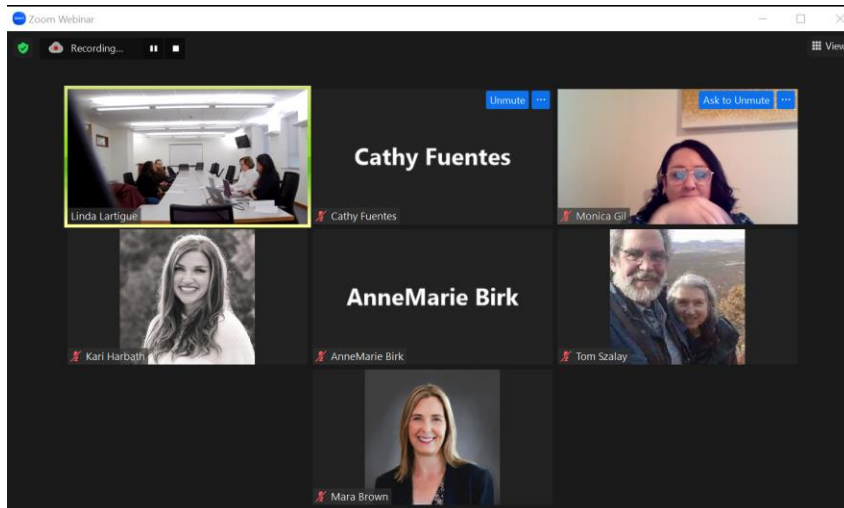 Zoom Webinar
Recording...
View
Unmute
Ask to Unmute
Linda Lartigue
Cathy Fuentes
Cathy Fuentes
Monica Gil
Kari Harbath
AnneMarie Birk
AnneMarie Birk
Tom Szalay
Mara Brown